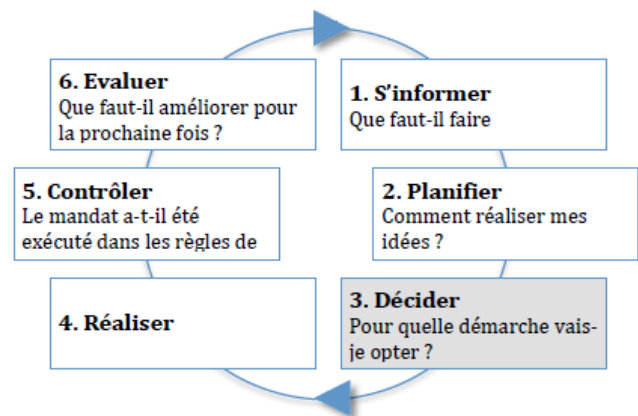 1. S'informer
Que faut-il faire
2. Planifier
Comment réaliser mes
idées ?
3. Décider
Pour quelle démarche vais-
je opter ?
4. Réaliser
5. Contrôler
Le mandat a-t-il été
exécuté dans les règles de
6. Evaluer
Que faut-il améliorer pour
la prochaine fois ?